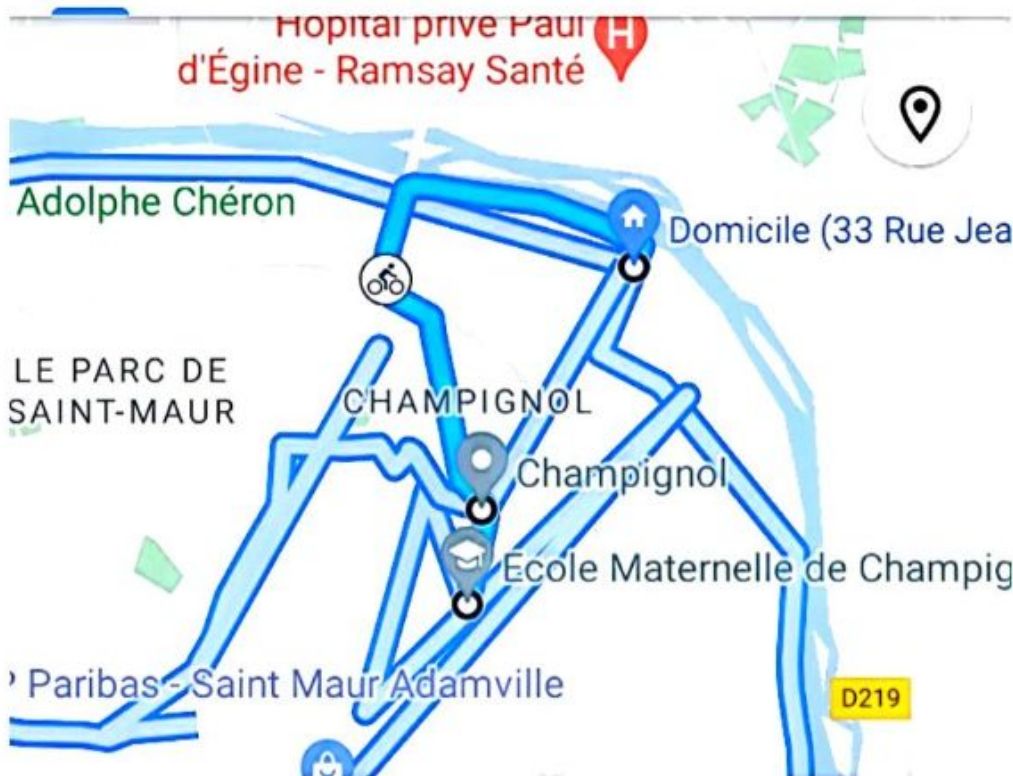 Hôpital privé Paul
d'Égine - Ramsay Santé
H
Adolphe Chéron
Domicile (33 Rue Jea
LE PARC DE
SAINT-MAUR
CHAMPIGNOL
Champignol
Ecole Maternelle de Champig
P Paribas - Saint Maur Adamville
D219